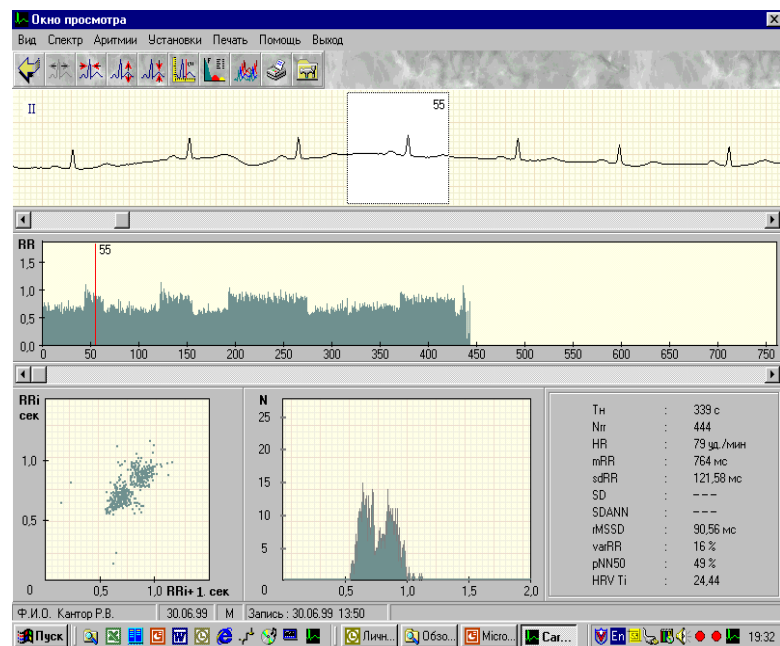 Окно просмотра
Вид Спектр Аритмии Установки Печать Помощь Выход
II
55
RR
55
1,5
1,0
0,5
0,0
0 50 100 150 200 250 300 350 400 450 500 550 600 650 700 750
RRi
сек
1,0
0,5
0 0,5 1,0 RRi+1. сек
N
25
20
15
10
5
0 0,5 1,0 1,5 2,0
Tн : 339 с
Nrr : 444
HR : 79 уд./мин
mRR : 764 мс
sdRR : 121,58 мс
SD : ---
SDANN : ---
rMSSD : 90,56 мс
varRR : 16 %
pNN50 : 49 %
HRV Ti : 24,44
Ф.И.О. Кантор Р.В. 30.06.99 М Запись : 30.06.99 13:50
Пуск Личн... Обзо... Micro... Car... En 19:32